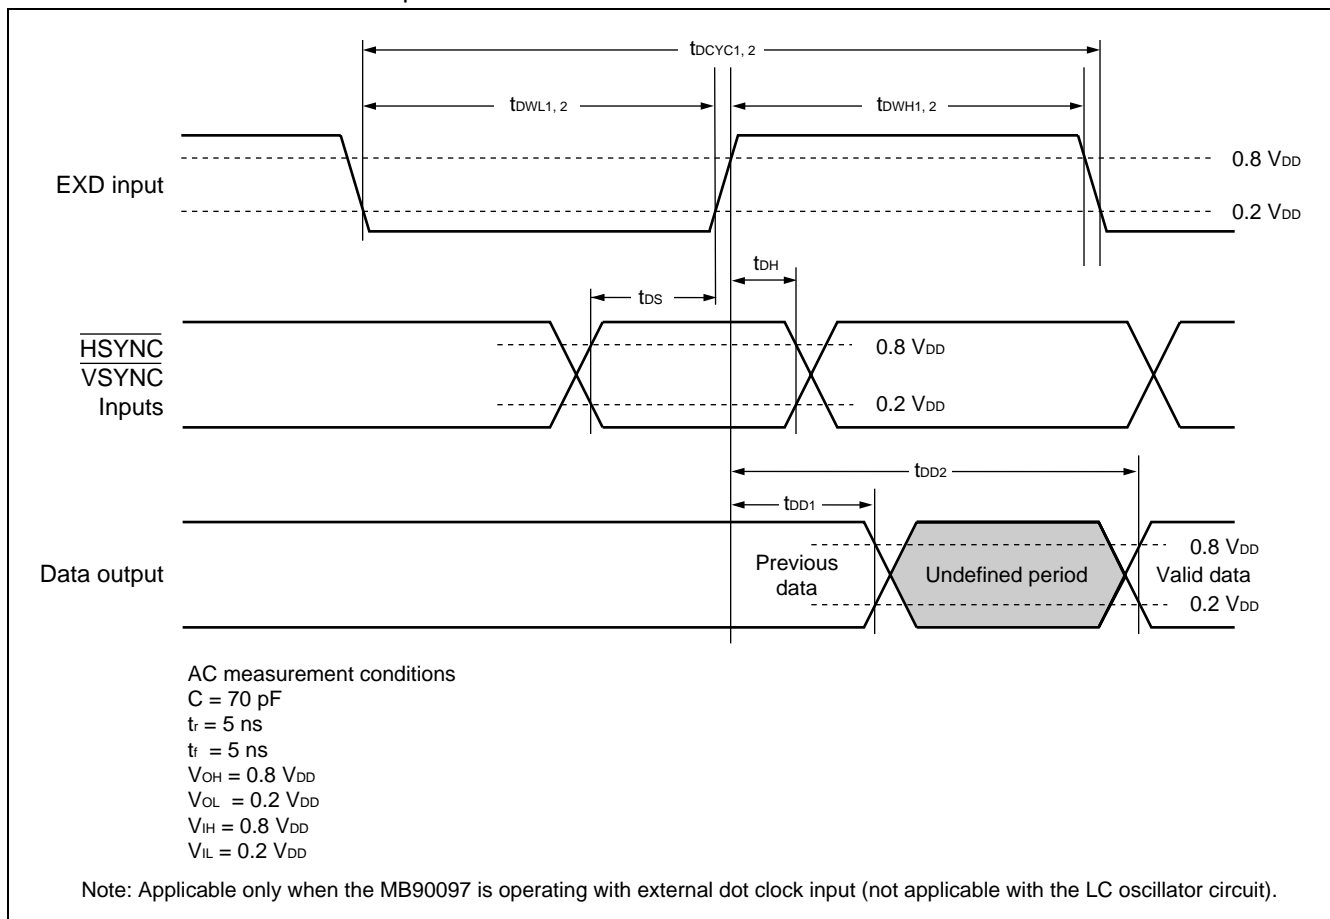 tDCYC1, 2
tDWL1, 2
tDWH1, 2
EXD input
0.8 VDD
0.2 VDD
tDH
tDS
HSYNC
VSYNC
Inputs
0.8 VDD
0.2 VDD
tDD2
tDD1
Data output
Previous
data
Undefined period
Valid data
0.8 VDD
0.2 VDD
AC measurement conditions
C = 70 pF
tr = 5 ns
tf = 5 ns
VOH = 0.8 VDD
VOL = 0.2 VDD
VIH = 0.8 VDD
VIL = 0.2 VDD
Note: Applicable only when the MB90097 is operating with external dot clock input (not applicable with the LC oscillator circuit).